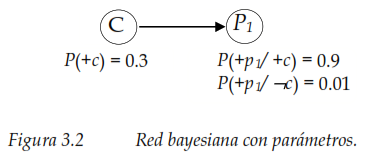 C P₁
P(+c) = 0.3 P(+p₁/ +c) = 0.9
P(+p₁/ ¬c) = 0.01
Figura 3.2 Red bayesiana con parámetros.